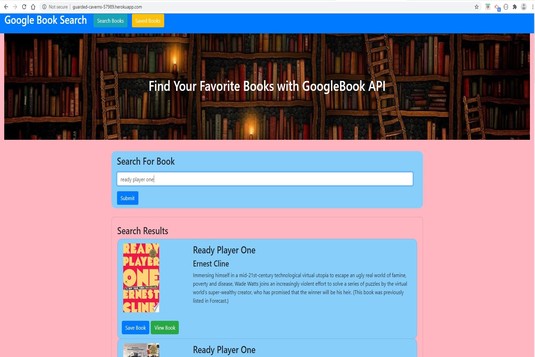 Not secure | guarded-caverns-57989.herokuapp.com
Google Book Search
Search Books
Saved Books
Find Your Favorite Books with GoogleBook API
Search For Book
ready player one
Submit
Search Results
READY
PLAYER
ONE
ERNEST
CLINE
Ready Player One
Ernest Cline
Immersing himself in a mid-21st-century technological virtual utopia to escape an ugly real world of famine,
poverty and disease, Wade Watts joins an increasingly violent effort to solve a series of puzzles by the virtual
world's super-wealthy creator, who has promised that the winner will be his heir. (This book was previously
listed in Forecast.)
Save Book
View Book
Ready Player One